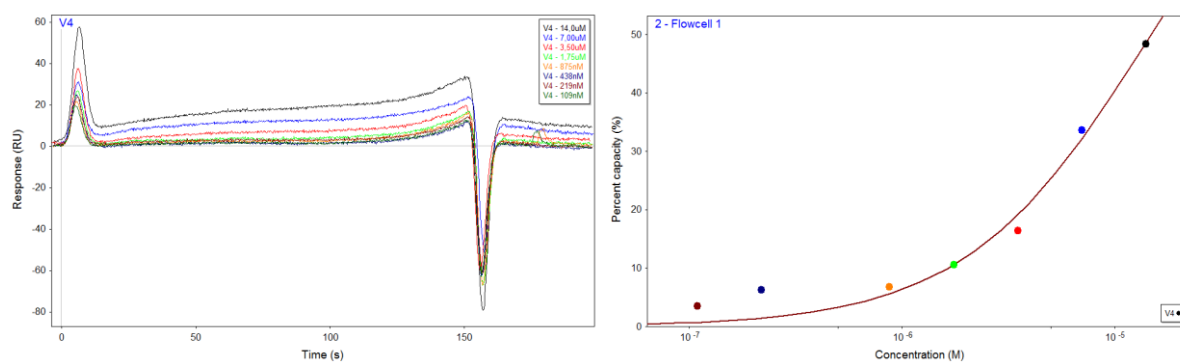 V4
V4 - 14,0uM
V4 - 7,00uM
V4 - 3,50uM
V4 - 1,75uM
V4 - 875nM
V4 - 438nM
V4 - 219nM
V4 - 109nM
60
40
20
0
-20
-40
-60
-80
Response (RU)
0
50
100
150
Time (s)
2 - Flowcell 1
50
40
30
20
10
0
Percent capacity (%)
10^-7
10^-6
10^-5
Concentration (M)
V4